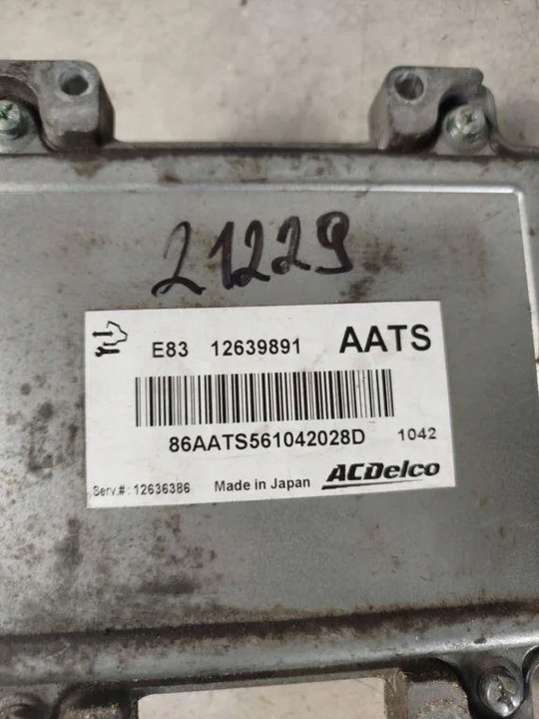 21229
E83 12639891 AATS
86AATS561042028D 1042
Serv.#: 12636386 Made in Japan ACDelco